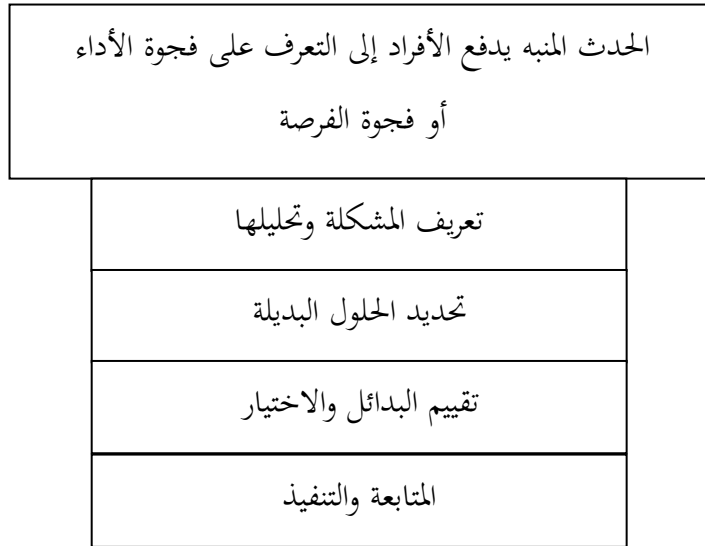 الحدث المنبه يدفع الأفراد إلى التعرف على فجوة الأداء
أو فجوة الفرصة
تعريف المشكلة وتحليلها
تحديد الحلول البديلة
تقييم البدائل والاختيار
المتابعة والتنفيذ